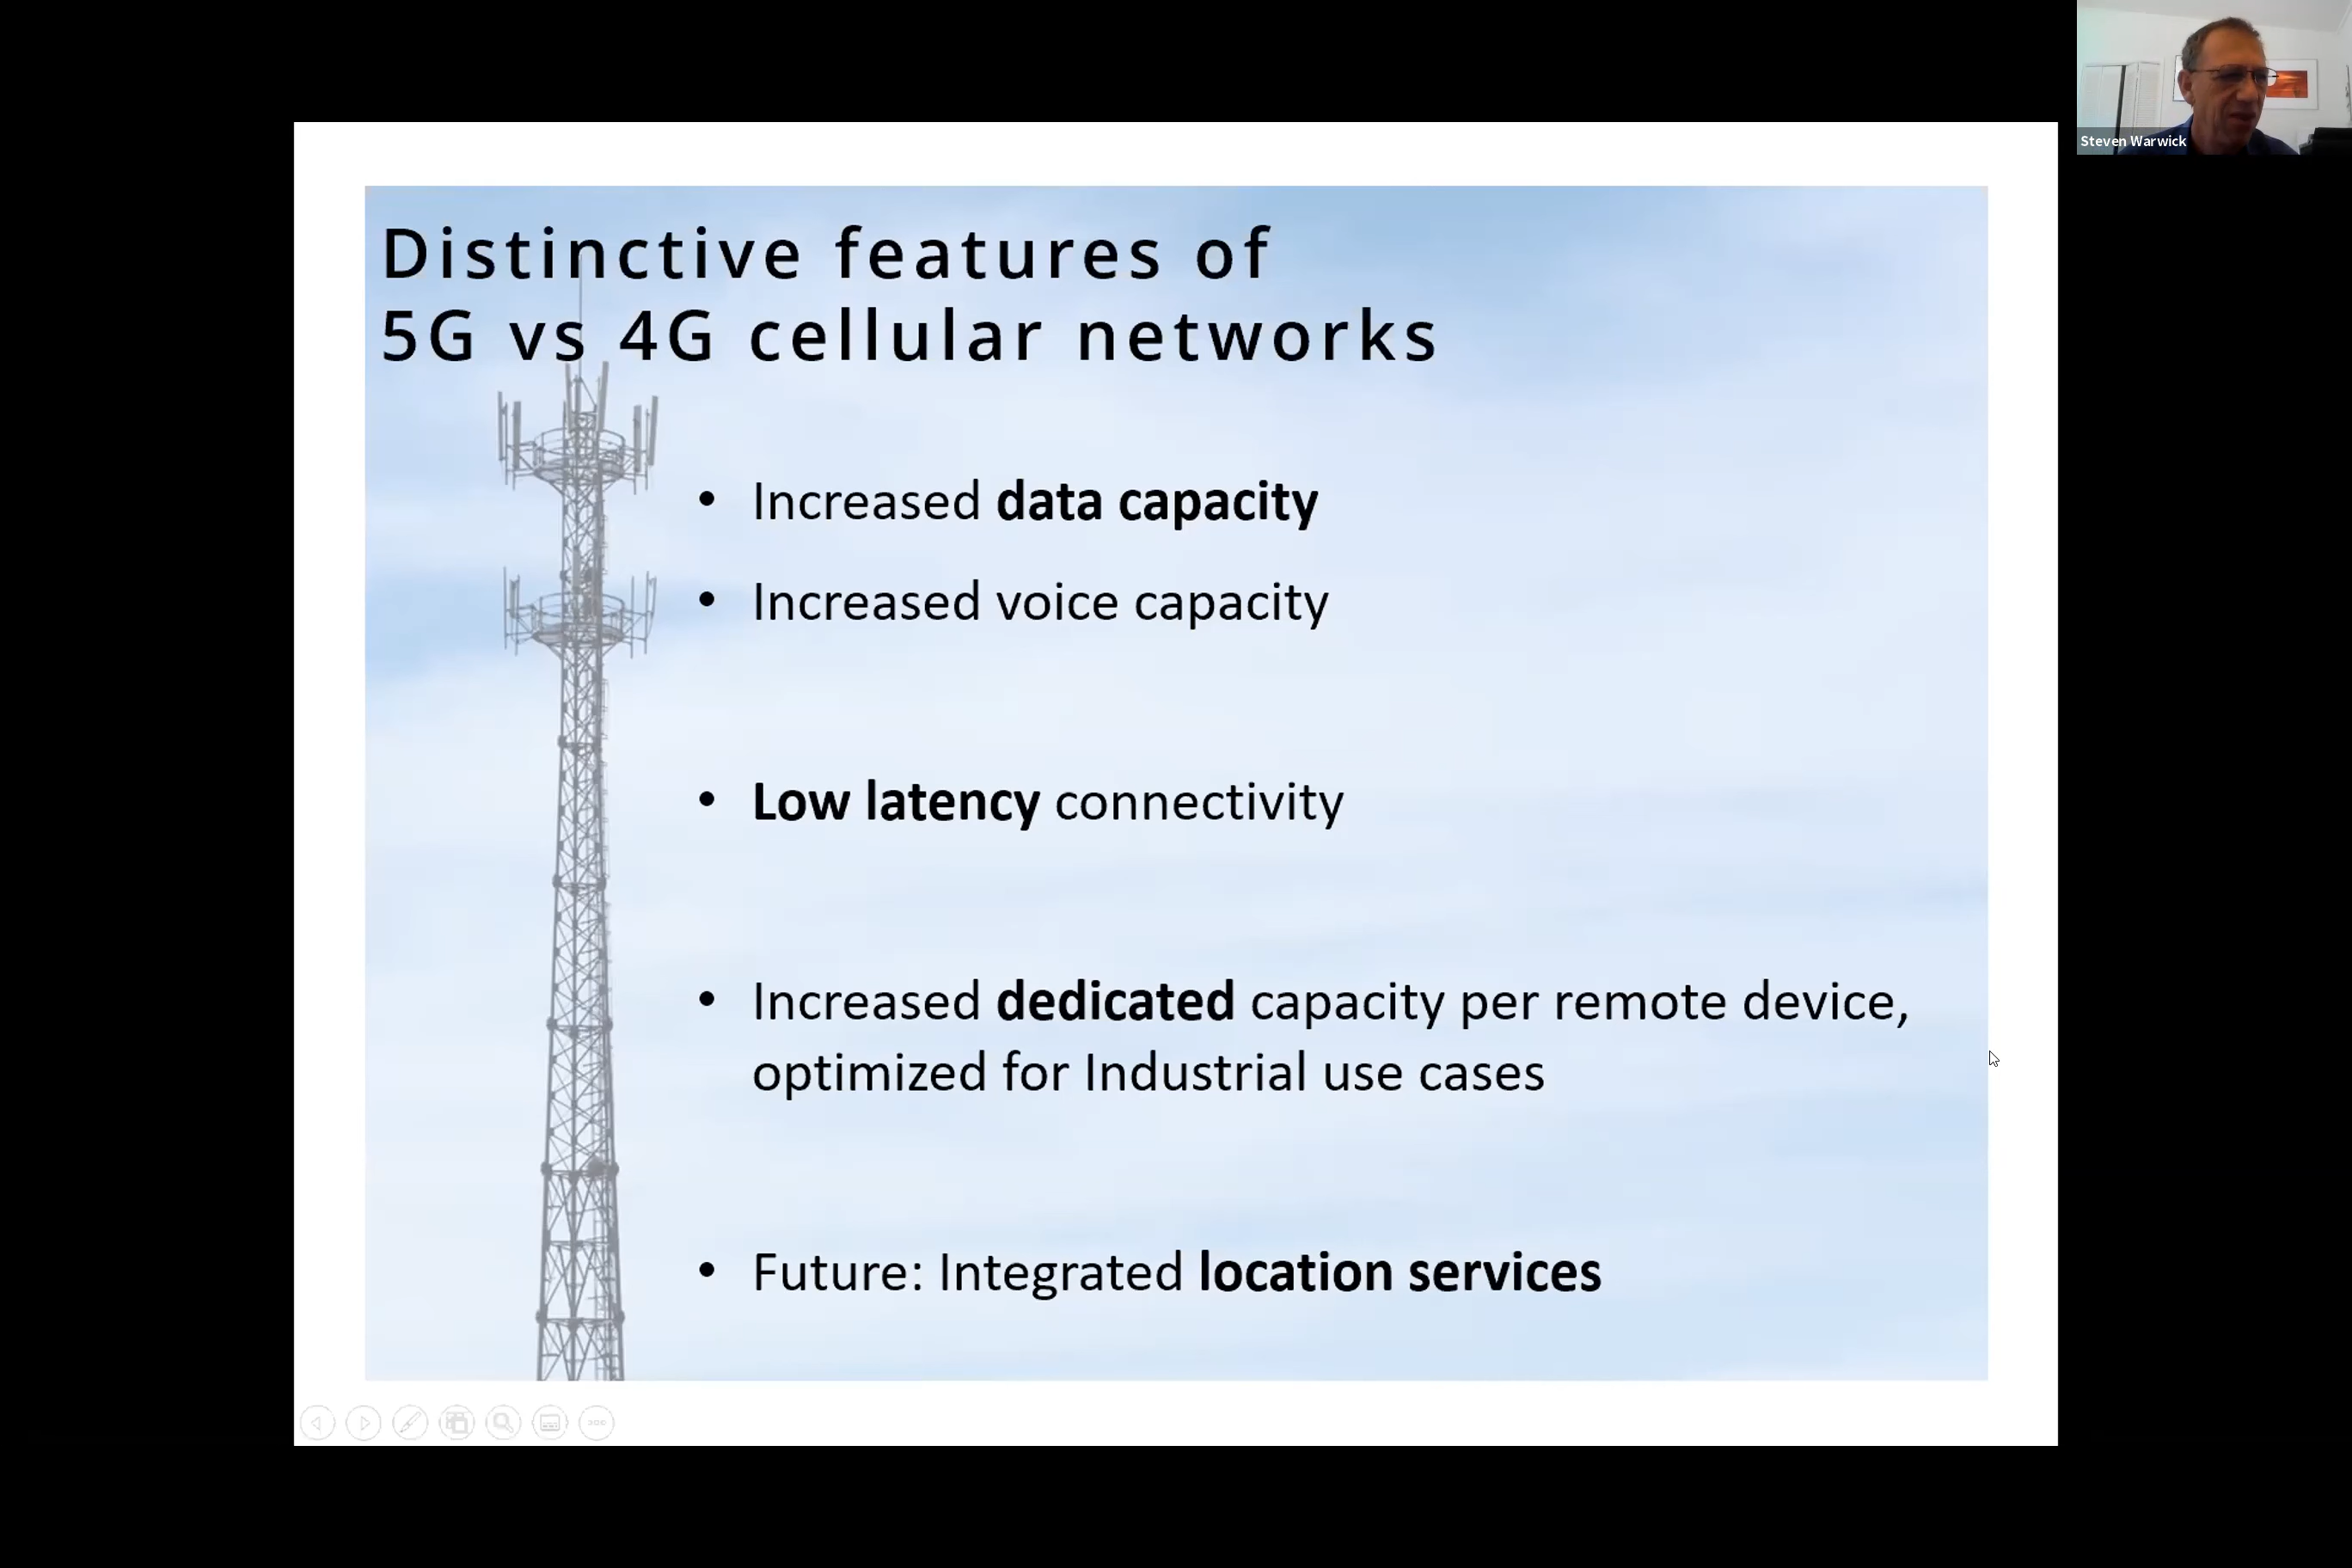 Steven Warwick
Distinctive features of
5G vs 4G cellular networks
• Increased data capacity
• Increased voice capacity
• Low latency connectivity
• Increased dedicated capacity per remote device,
optimized for Industrial use cases
• Future: Integrated location services